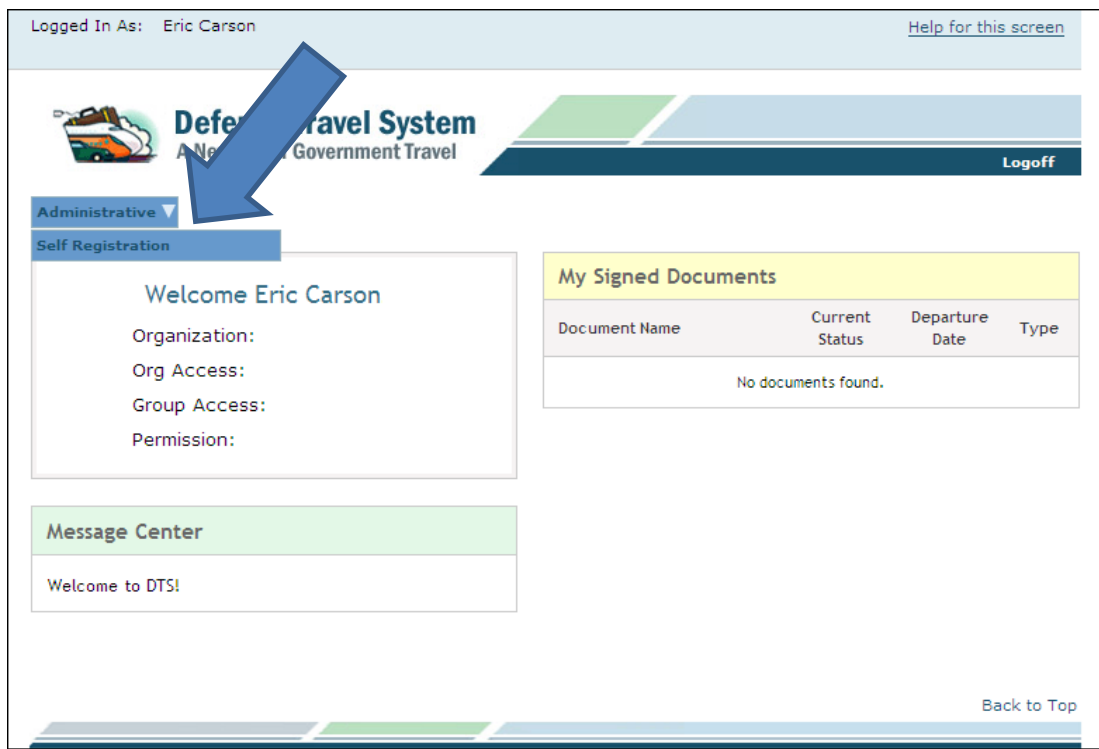 Logged In As: Eric Carson
Help for this screen
Travel System
Government Travel
Logoff
Administrative
Self Registration
Welcome Eric Carson
Organization:
Org Access:
Group Access:
Permission:
My Signed Documents
Document Name Current Status Departure Date Type
No documents found.
Message Center
Welcome to DTS!
Back to Top